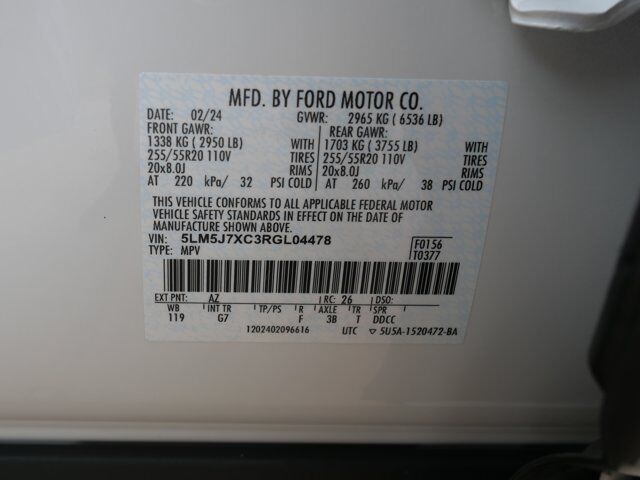 MFD. BY FORD MOTOR CO.
DATE: 02/24 GVWR: 2965 KG ( 6536 LB)
FRONT GAWR: REAR GAWR:
1338 KG ( 2950 LB) WITH 1703 KG ( 3755 LB) WITH
255/55R20 110V TIRES 255/55R20 110V TIRES
20x8.0J RIMS 20x8.0J RIMS
AT 220 kPa/ 32 PSI COLD AT 260 kPa/ 38 PSI COLD
THIS VEHICLE CONFORMS TO ALL APPLICABLE FEDERAL MOTOR
VEHICLE SAFETY STANDARDS IN EFFECT ON THE DATE OF
MANUFACTURE SHOWN ABOVE.
VIN: 5LM5J7XC3RGL04478 F0156
TYPE: MPV T0377
EXT PNT: AZ RC: 26 DSO:
WB INT TR TP/PS R AXLE TR SPR
119 G7 F 3B T DDCC
1202402096616 UTC ▽ 5U5A-1520472-BA